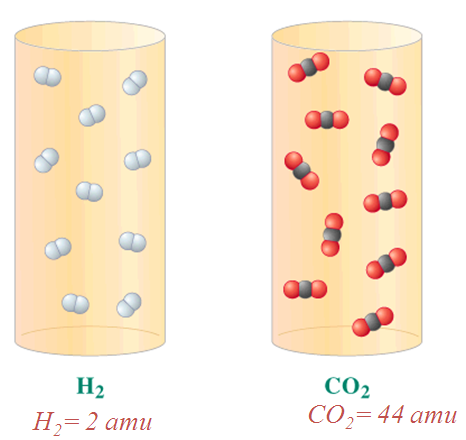 H₂
CO₂
H₂= 2 amu
CO₂= 44 amu